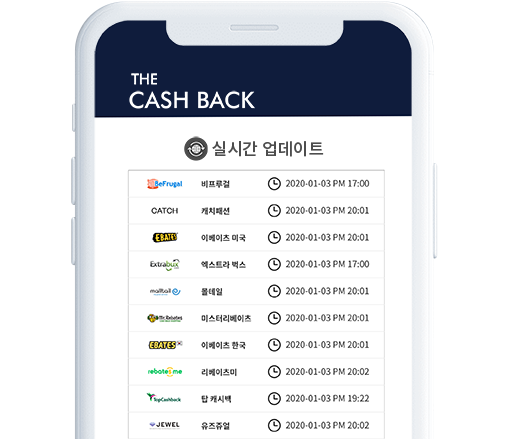 THE
CASH BACK
실시간 업데이트
BeFrugal 비프루걸 2020-01-03 PM 17:00
CATCH 캐치패션 2020-01-03 PM 20:01
EBATES 이베이츠 미국 2020-01-03 PM 20:01
Extrabux 엑스트라 벅스 2020-01-03 PM 17:00
몰테일 2020-01-03 PM 20:01
Mr. Rebates 미스터리베이츠 2020-01-03 PM 20:01
EBATES 이베이츠 한국 2020-01-03 PM 20:01
rebates me 리베이츠미 2020-01-03 PM 20:02
TopCashback 탑 캐시백 2020-01-03 PM 19:22
JEWEL 유즈쥬얼 2020-01-03 PM 20:02